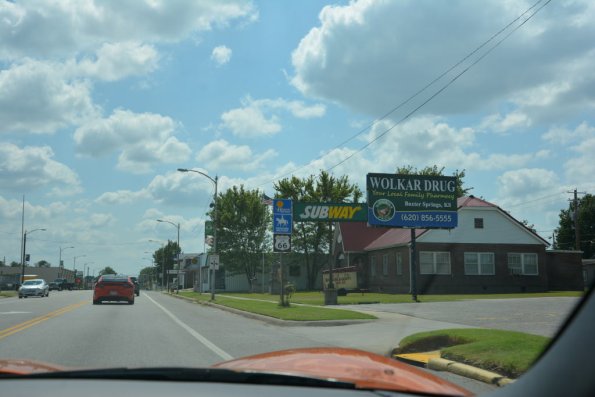 WOLKAR DRUG
Your Local Family Pharmacy
Baxter Springs, KS
(620) 856-5555
SUBWAY
66